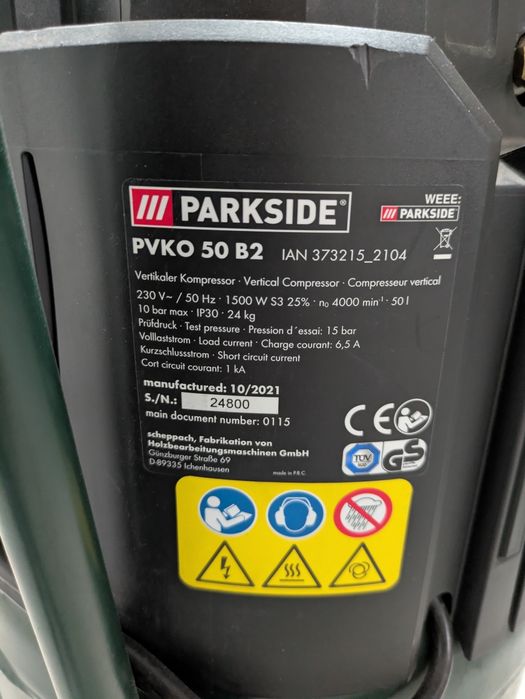 PARKSIDE®
WEEE:
PARKSIDE
PVKO 50 B2 IAN 373215_2104
Vertikaler Kompressor · Vertical Compressor · Compresseur vertical
230 V~ / 50 Hz · 1500 W S3 25% · n₀ 4000 min⁻¹ · 50 l
10 bar max · IP30 · 24 kg
Prüfdruck · Test pressure · Pression d´essai: 15 bar
Volllaststrom · Load current · Charge courant: 6,5 A
Kurzschlussstrom · Short circuit current
Cort circuit courant: 1 kA
manufactured: 10/2021
S./N.: 24800
main document number: 0115
CE
scheppach, Fabrikation von
Holzbearbeitungsmaschinen GmbH
Günzburger Straße 69
D-89335 Ichenhausen
made in P.R.C.
TÜV
SÜD
GS